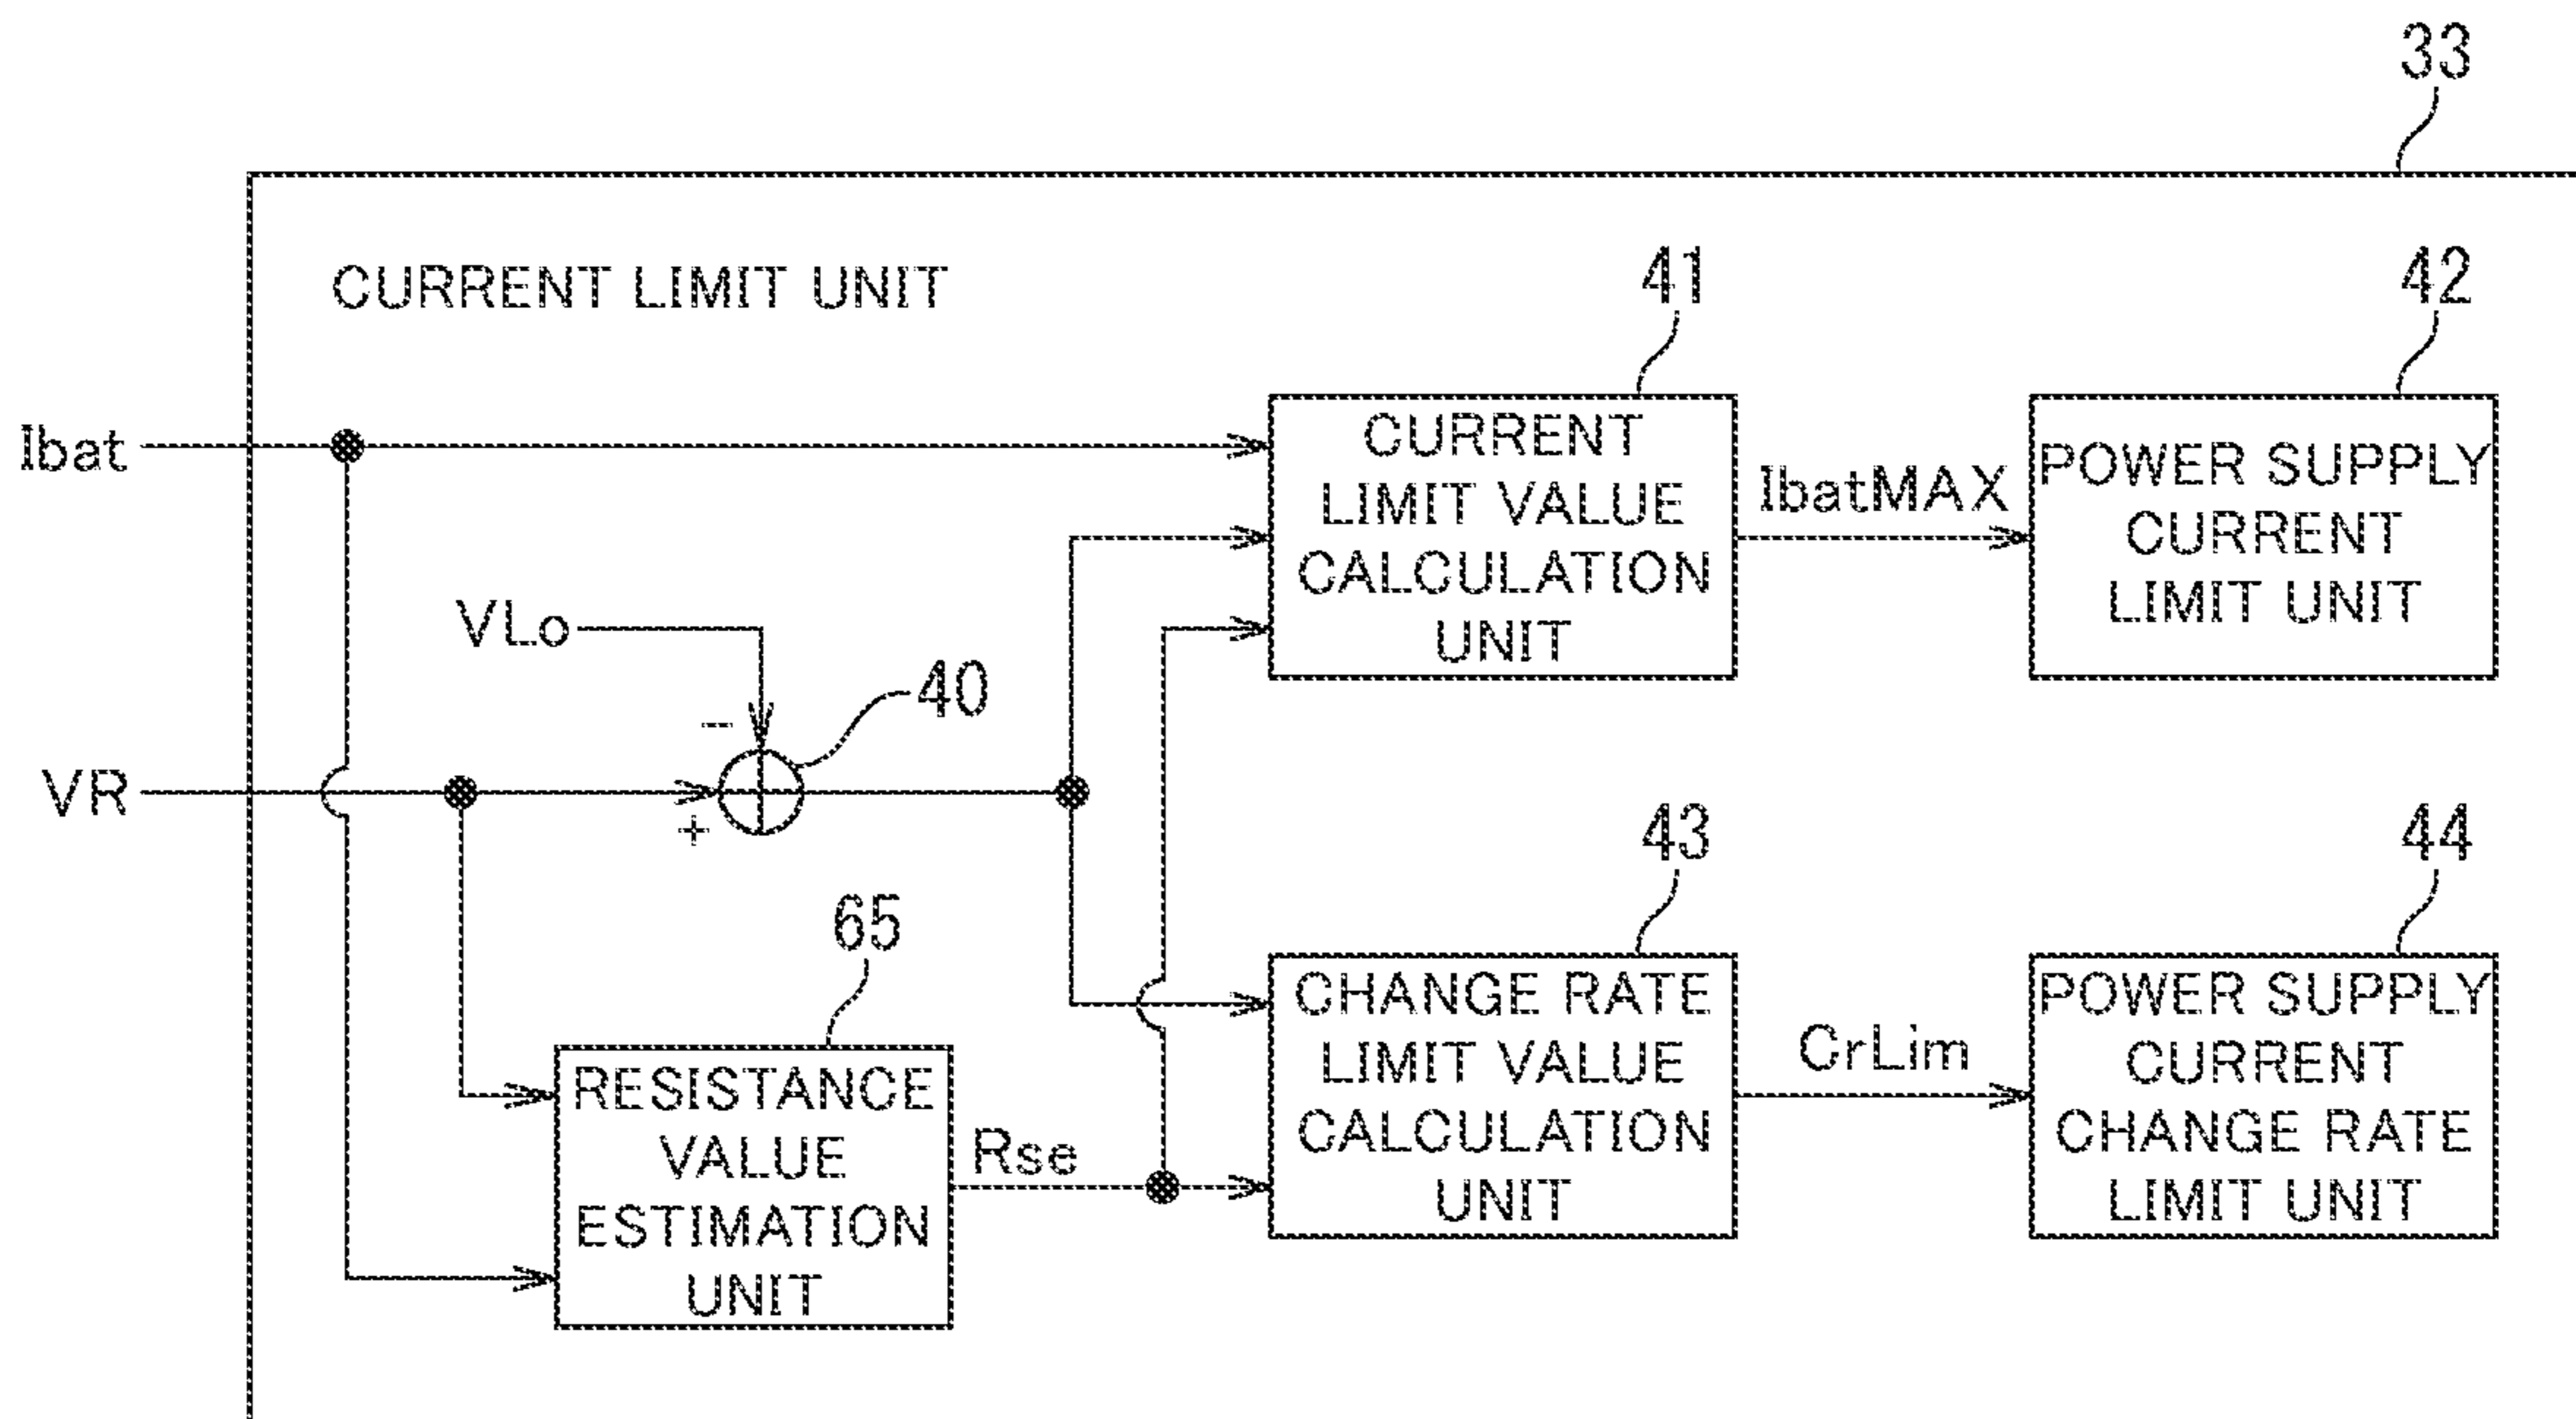 33
CURRENT LIMIT UNIT
41
42
Ibat
CURRENT
LIMIT VALUE
CALCULATION
UNIT
IbatMAX
POWER SUPPLY
CURRENT
LIMIT UNIT
VLo
40
-
VR
+
43
44
65
CHANGE RATE
LIMIT VALUE
CALCULATION
UNIT
CrLim
POWER SUPPLY
CURRENT
CHANGE RATE
LIMIT UNIT
RESISTANCE
VALUE
ESTIMATION
UNIT
Rse